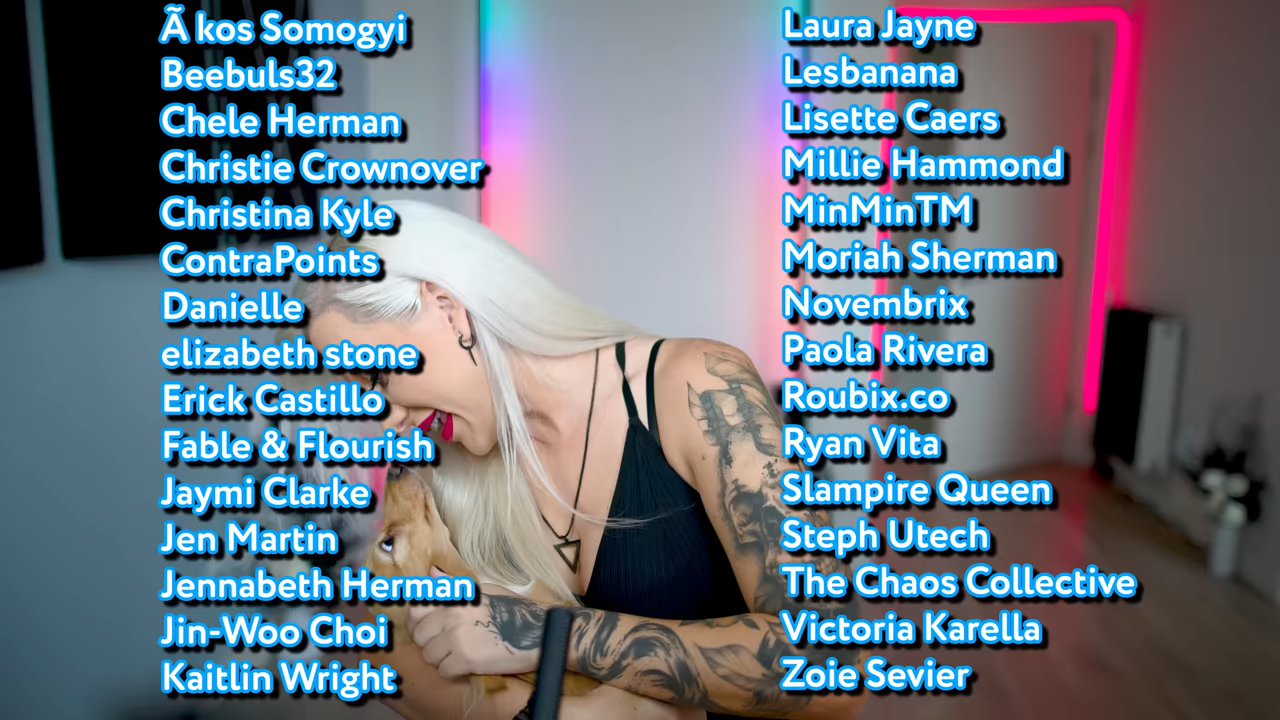 Ã kos Somogyi
Beebuls32
Chele Herman
Christie Crownover
Christina Kyle
ContraPoints
Danielle
elizabeth stone
Erick Castillo
Fable & Flourish
Jaymi Clarke
Jen Martin
Jennabeth Herman
Jin-Woo Choi
Kaitlin Wright
Laura Jayne
Lesbanana
Lisette Caers
Millie Hammond
MinMinTM
Moriah Sherman
Novembrix
Paola Rivera
Roubix.co
Ryan Vita
Slampire Queen
Steph Utech
The Chaos Collective
Victoria Karella
Zoie Sevier